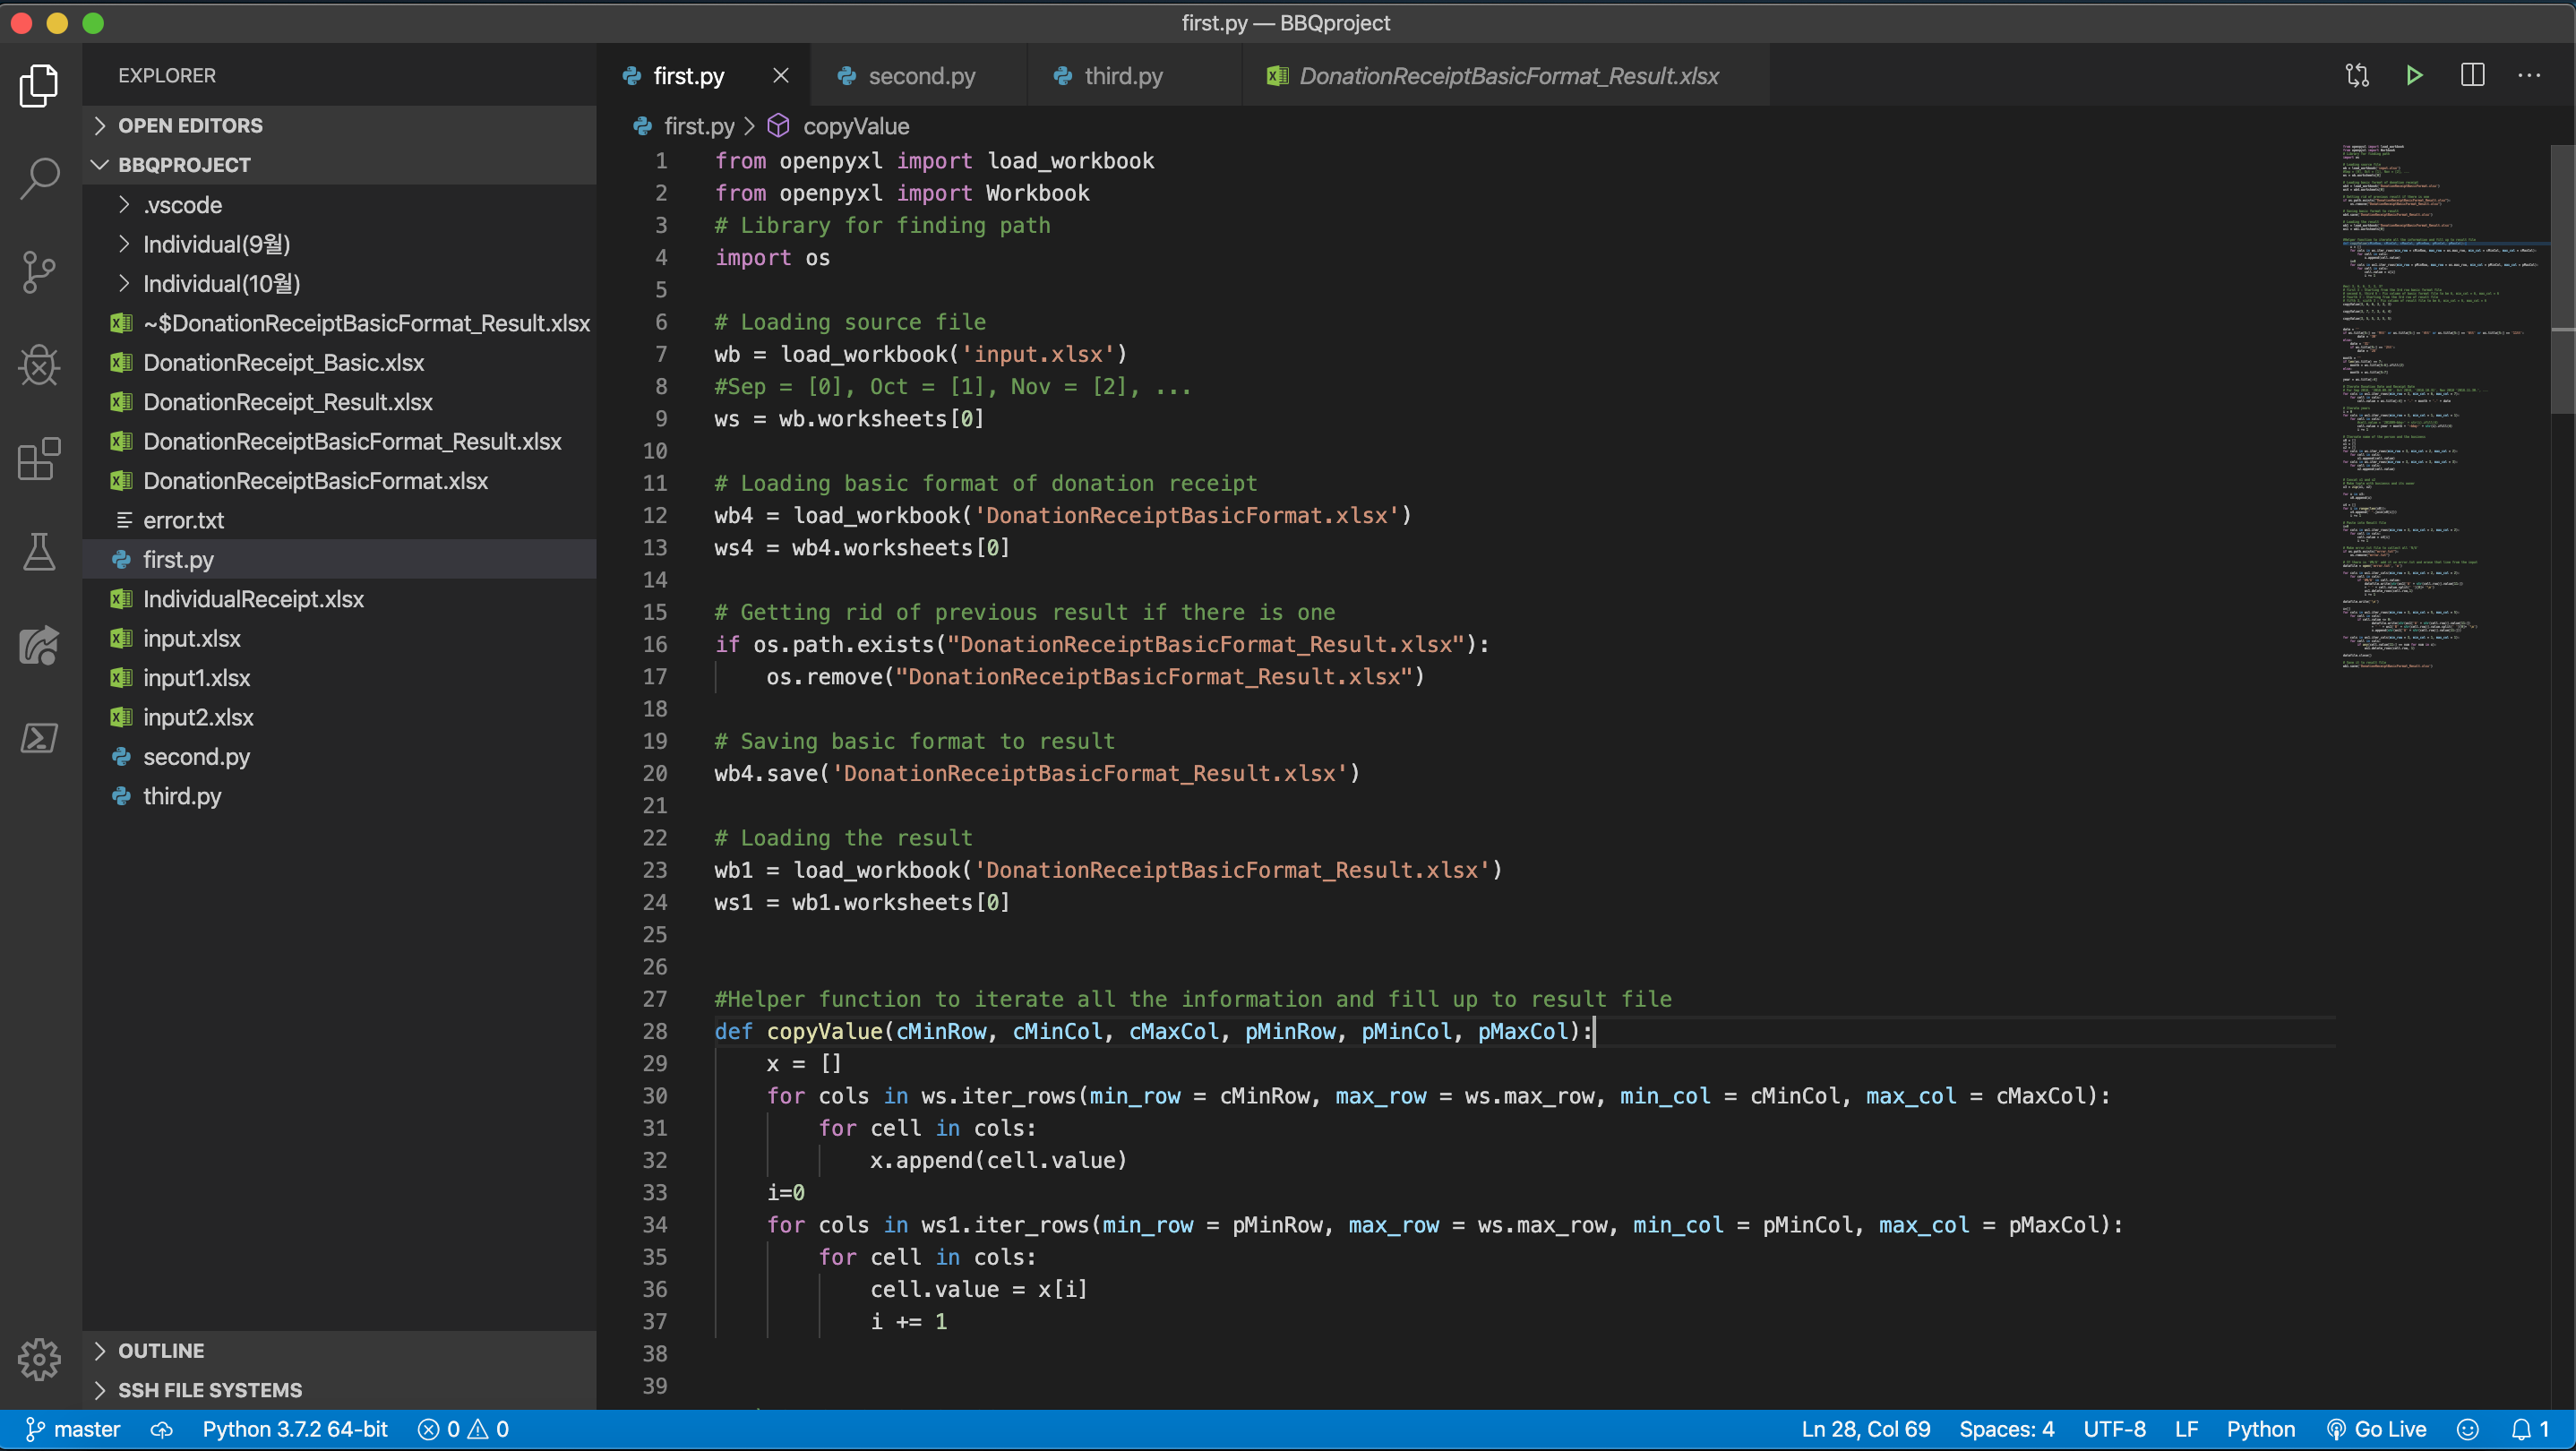 first.py — BBQproject
EXPLORER
OPEN EDITORS
BBQPROJECT
.vscode
Individual(9월)
Individual(10월)
~$DonationReceiptBasicFormat_Result.xlsx
DonationReceipt_Basic.xlsx
DonationReceipt_Result.xlsx
DonationReceiptBasicFormat_Result.xlsx
DonationReceiptBasicFormat.xlsx
error.txt
first.py
IndividualReceipt.xlsx
input.xlsx
input1.xlsx
input2.xlsx
second.py
third.py
OUTLINE
SSH FILE SYSTEMS
first.py second.py third.py DonationReceiptBasicFormat_Result.xlsx
first.py > copyValue
1 from openpyxl import load_workbook
2 from openpyxl import Workbook
3 # Library for finding path
4 import os
5
6 # Loading source file
7 wb = load_workbook('input.xlsx')
8 #Sep = [0], Oct = [1], Nov = [2], ...
9 ws = wb.worksheets[0]
10
11 # Loading basic format of donation receipt
12 wb4 = load_workbook('DonationReceiptBasicFormat.xlsx')
13 ws4 = wb4.worksheets[0]
14
15 # Getting rid of previous result if there is one
16 if os.path.exists("DonationReceiptBasicFormat_Result.xlsx"):
17     os.remove("DonationReceiptBasicFormat_Result.xlsx")
18
19 # Saving basic format to result
20 wb4.save('DonationReceiptBasicFormat_Result.xlsx')
21
22 # Loading the result
23 wb1 = load_workbook('DonationReceiptBasicFormat_Result.xlsx')
24 ws1 = wb1.worksheets[0]
25
26
27 #Helper function to iterate all the information and fill up to result file
28 def copyValue(cMinRow, cMinCol, cMaxCol, pMinRow, pMinCol, pMaxCol):
29     x = []
30     for cols in ws.iter_rows(min_row = cMinRow, max_row = ws.max_row, min_col = cMinCol, max_col = cMaxCol):
31         for cell in cols:
32             x.append(cell.value)
33     i=0
34     for cols in ws1.iter_rows(min_row = pMinRow, max_row = ws.max_row, min_col = pMinCol, max_col = pMaxCol):
35         for cell in cols:
36             cell.value = x[i]
37             i += 1
38
39
master Python 3.7.2 64-bit 0 0 Ln 28, Col 69 Spaces: 4 UTF-8 LF Python Go Live 1